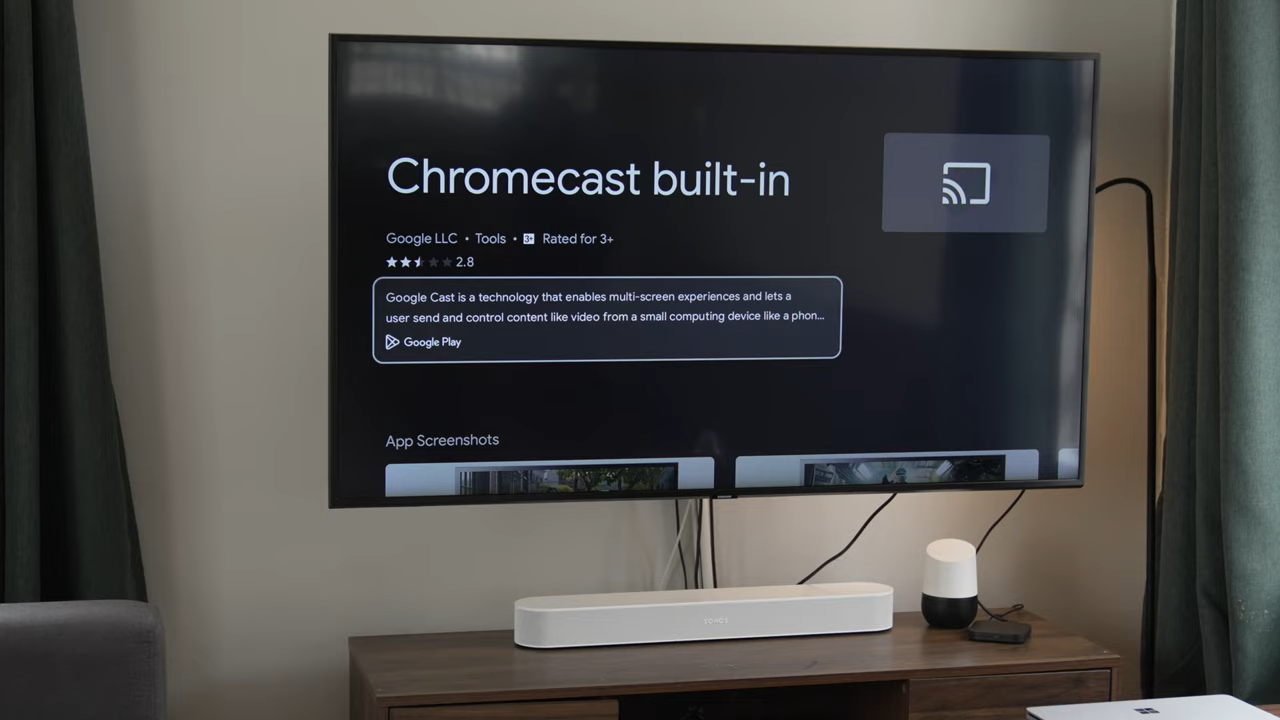 Chromecast built-in
Google LLC • Tools • 3+ Rated for 3+
2.8
Google Cast is a technology that enables multi-screen experiences and lets a
user send and control content like video from a small computing device like a phon...
Google Play
App Screenshots
SONOS